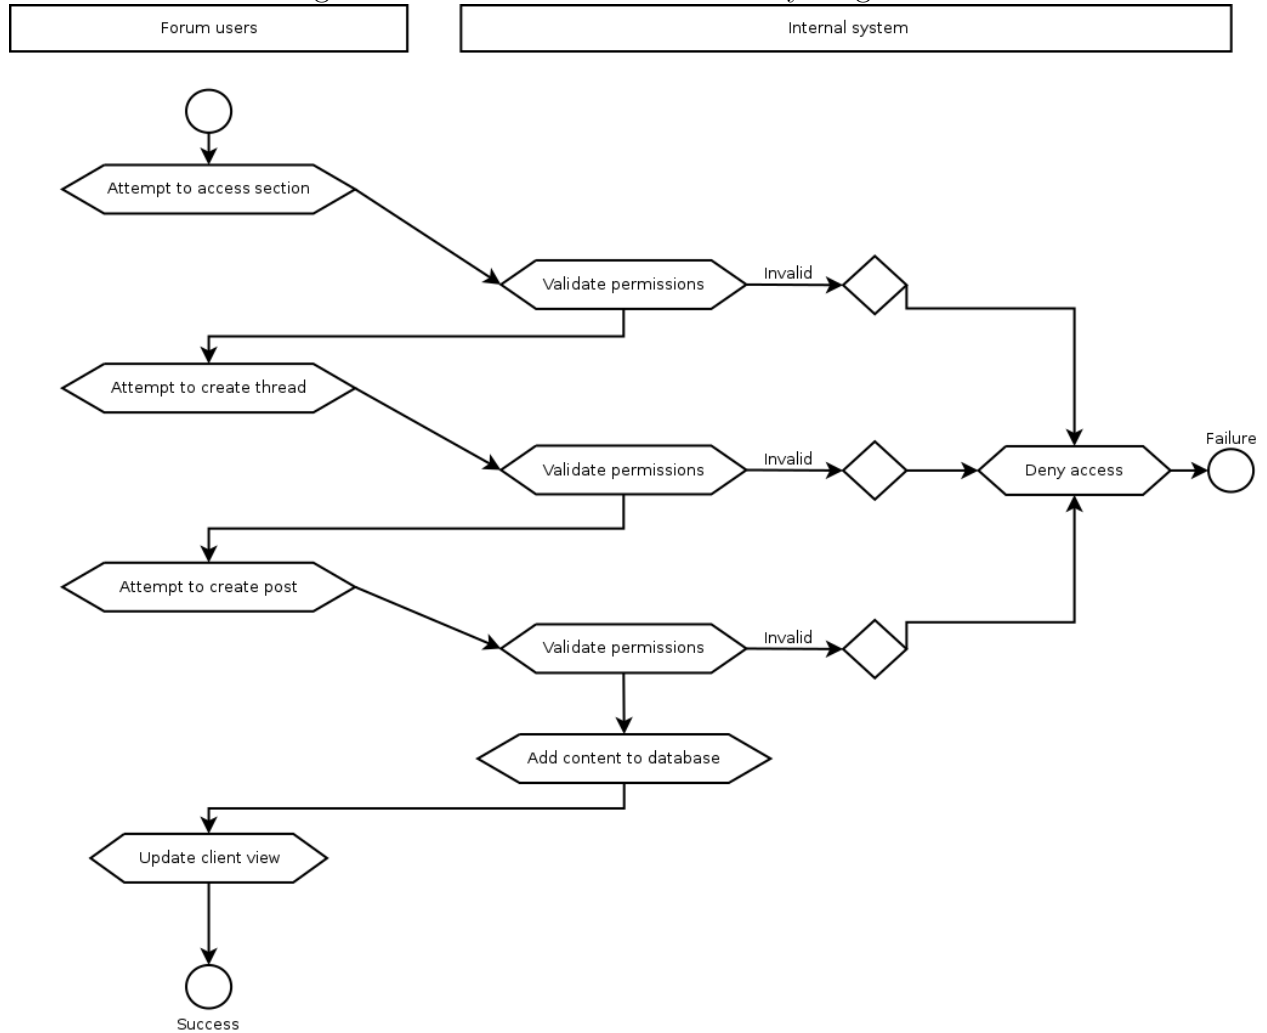 Forum users
Internal system
Attempt to access section
Validate permissions
Invalid
Attempt to create thread
Validate permissions
Invalid
Deny access
Failure
Attempt to create post
Validate permissions
Invalid
Add content to database
Update client view
Success